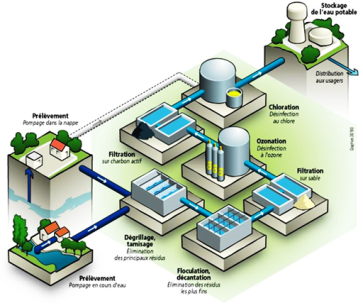 Stockage
de l'eau potable
Distribution
aux usagers
Prélèvement
Pompage dans la nappe
Chloration
Désinfection
au chlore
Filtration
sur charbon actif
Ozonation
Désinfection
à l'ozone
Filtration
sur sable
Dégrillage,
tamisage
Elimination
des principaux résidus
Floculation,
décantation
Elimination des résidus
les plus fins
Prélèvement
Pompage en cours d'eau